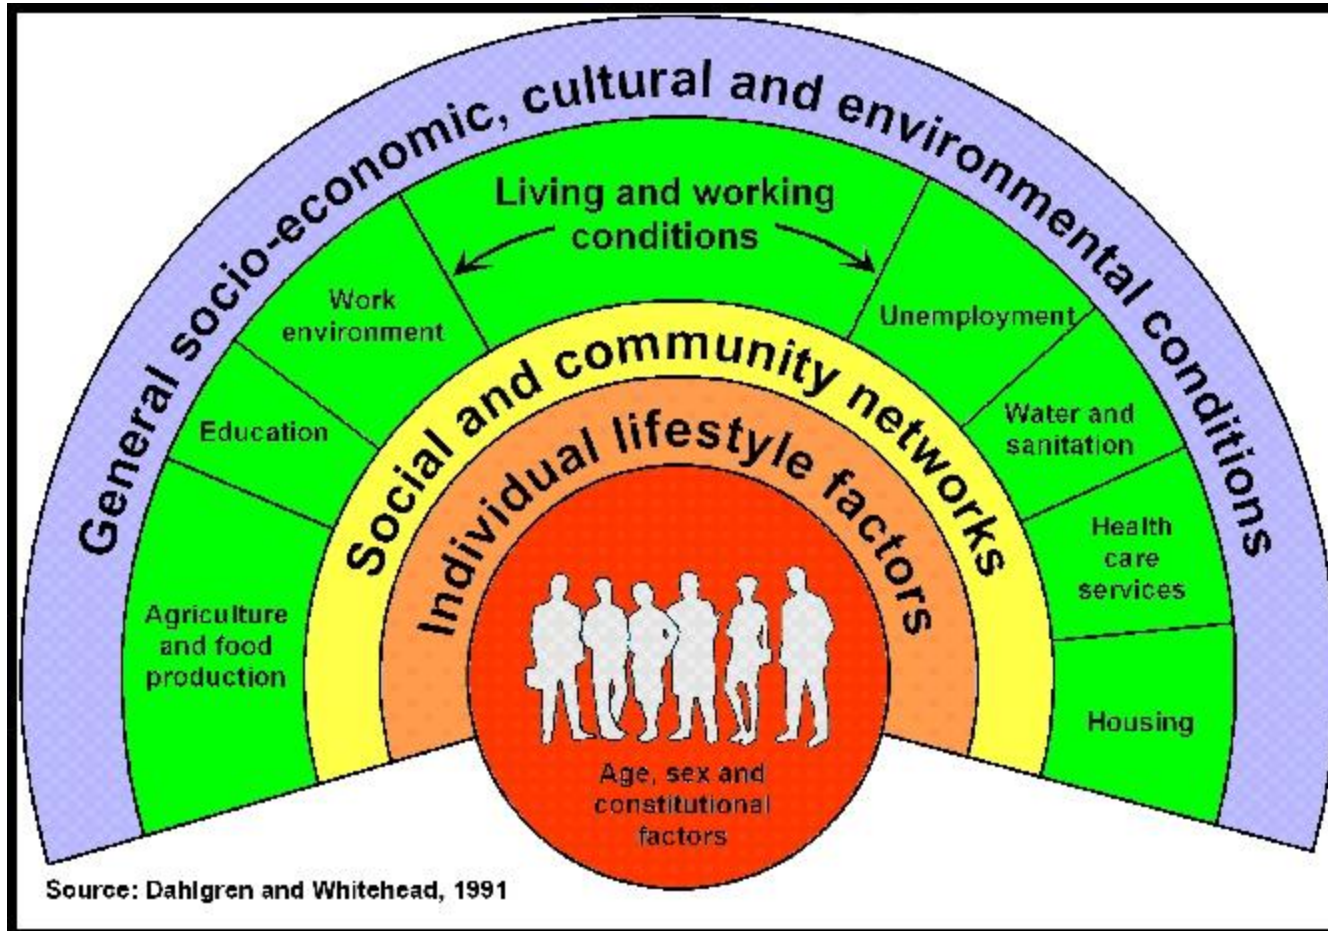 General socio-economic, cultural and environmental conditions
Living and working
conditions
Work
environment
Unemployment
Education
Water and
sanitation
Agriculture
and food
production
Health
care
services
Housing
Social and community networks
Individual lifestyle factors
Age, sex and
constitutional
factors
Source: Dahlgren and Whitehead, 1991